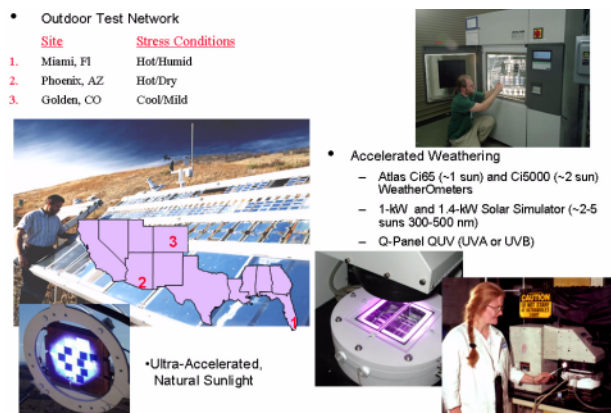 • Outdoor Test Network
Site Stress Conditions
1. Miami, Fl Hot/Humid
2. Phoenix, AZ Hot/Dry
3. Golden, CO Cool/Mild
• Accelerated Weathering
– Atlas Ci65 (~1 sun) and Ci5000 (~2 sun)
WeatherOmeters
– 1-kW and 1.4-kW Solar Simulator (~2-5
suns 300-500 nm)
– Q-Panel QUV (UVA or UVB)
3
2
1
CAUTION
•Ultra-Accelerated,
Natural Sunlight